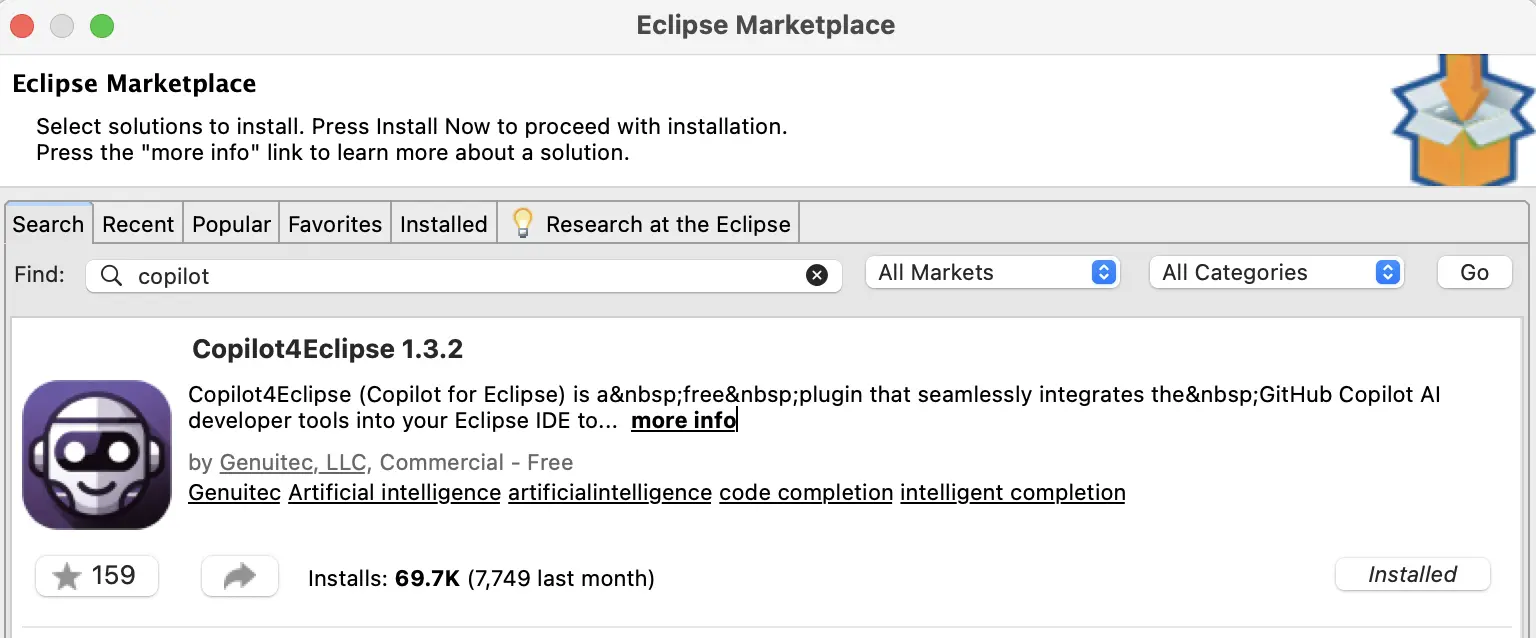 Eclipse Marketplace
Eclipse Marketplace
Select solutions to install. Press Install Now to proceed with installation.
Press the "more info" link to learn more about a solution.
Search Recent Popular Favorites Installed Research at the Eclipse
Find: copilot All Markets All Categories Go
Copilot4Eclipse 1.3.2
Copilot4Eclipse (Copilot for Eclipse) is a&nbsp;free&nbsp;plugin that seamlessly integrates the&nbsp;GitHub Copilot AI
developer tools into your Eclipse IDE to... more info
by Genuitec, LLC, Commercial - Free
Genuitec Artificial intelligence artificialintelligence code completion intelligent completion
159 Installs: 69.7K (7,749 last month) Installed